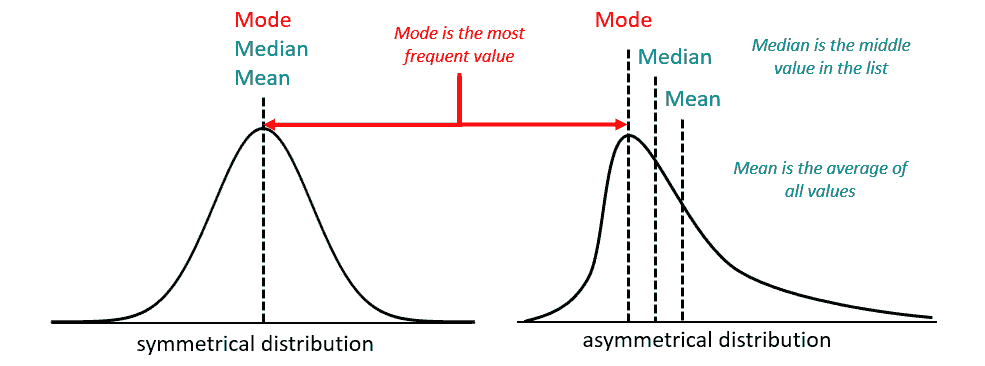 Mode
Median
Mean
Mode is the most
frequent value
Mode
Median
Mean
Median is the middle
value in the list
Mean is the average of
all values
symmetrical distribution
asymmetrical distribution